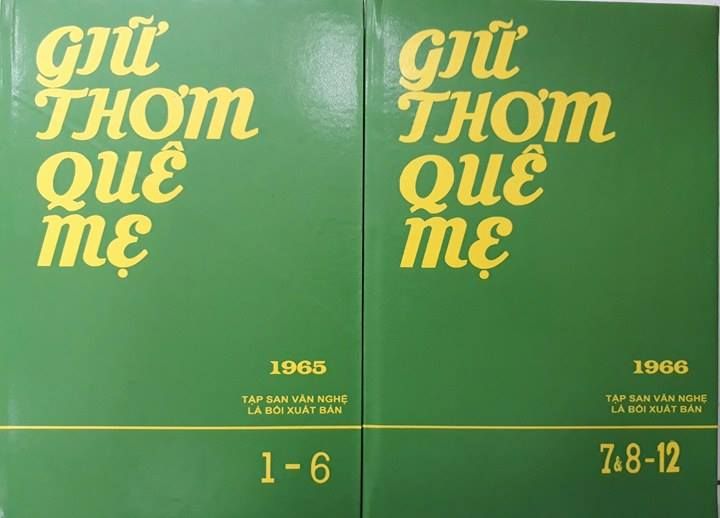 GIỮ
THƠM
QUÊ
MẸ
1965
TẠP SAN VĂN NGHỆ
LÁ BỐI XUẤT BẢN
1-6
GIỮ
THƠM
QUÊ
MẸ
1966
TẠP SAN VĂN NGHỆ
LÁ BỐI XUẤT BẢN
7&8-12